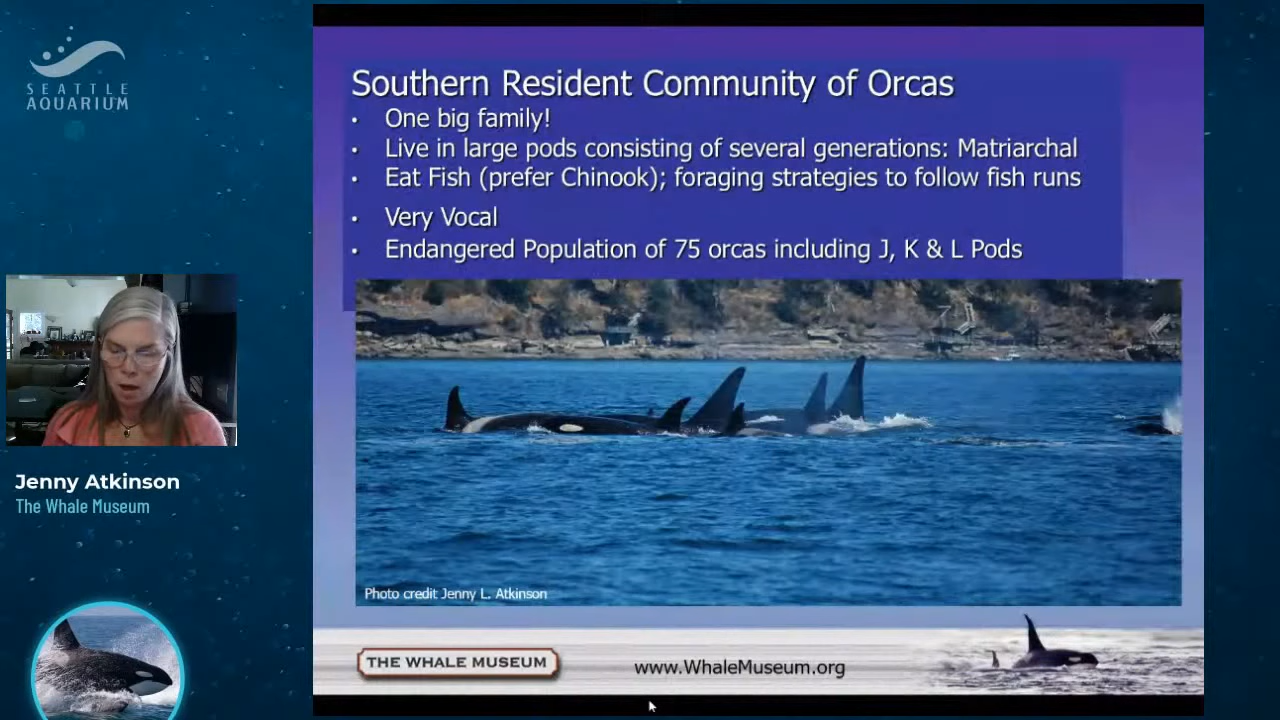 SEATTLE
AQUARIUM
Southern Resident Community of Orcas
• One big family!
• Live in large pods consisting of several generations: Matriarchal
• Eat Fish (prefer Chinook); foraging strategies to follow fish runs
• Very Vocal
• Endangered Population of 75 orcas including J, K & L Pods
Jenny Atkinson
The Whale Museum
Photo credit Jenny L. Atkinson
THE WHALE MUSEUM
www.WhaleMuseum.org